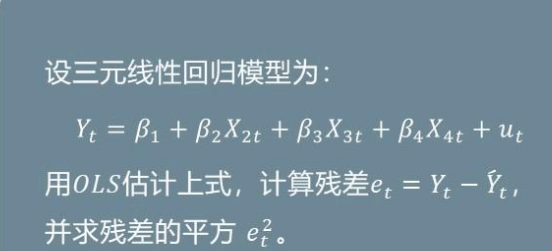 设三元线性回归模型为：
Yₜ = β₁ + β₂X₂ₜ + β₃X₃ₜ + β₄X₄ₜ + uₜ
用OLS估计上式，计算残差eₜ = Yₜ − Ýₜ，
并求残差的平方 eₜ²。